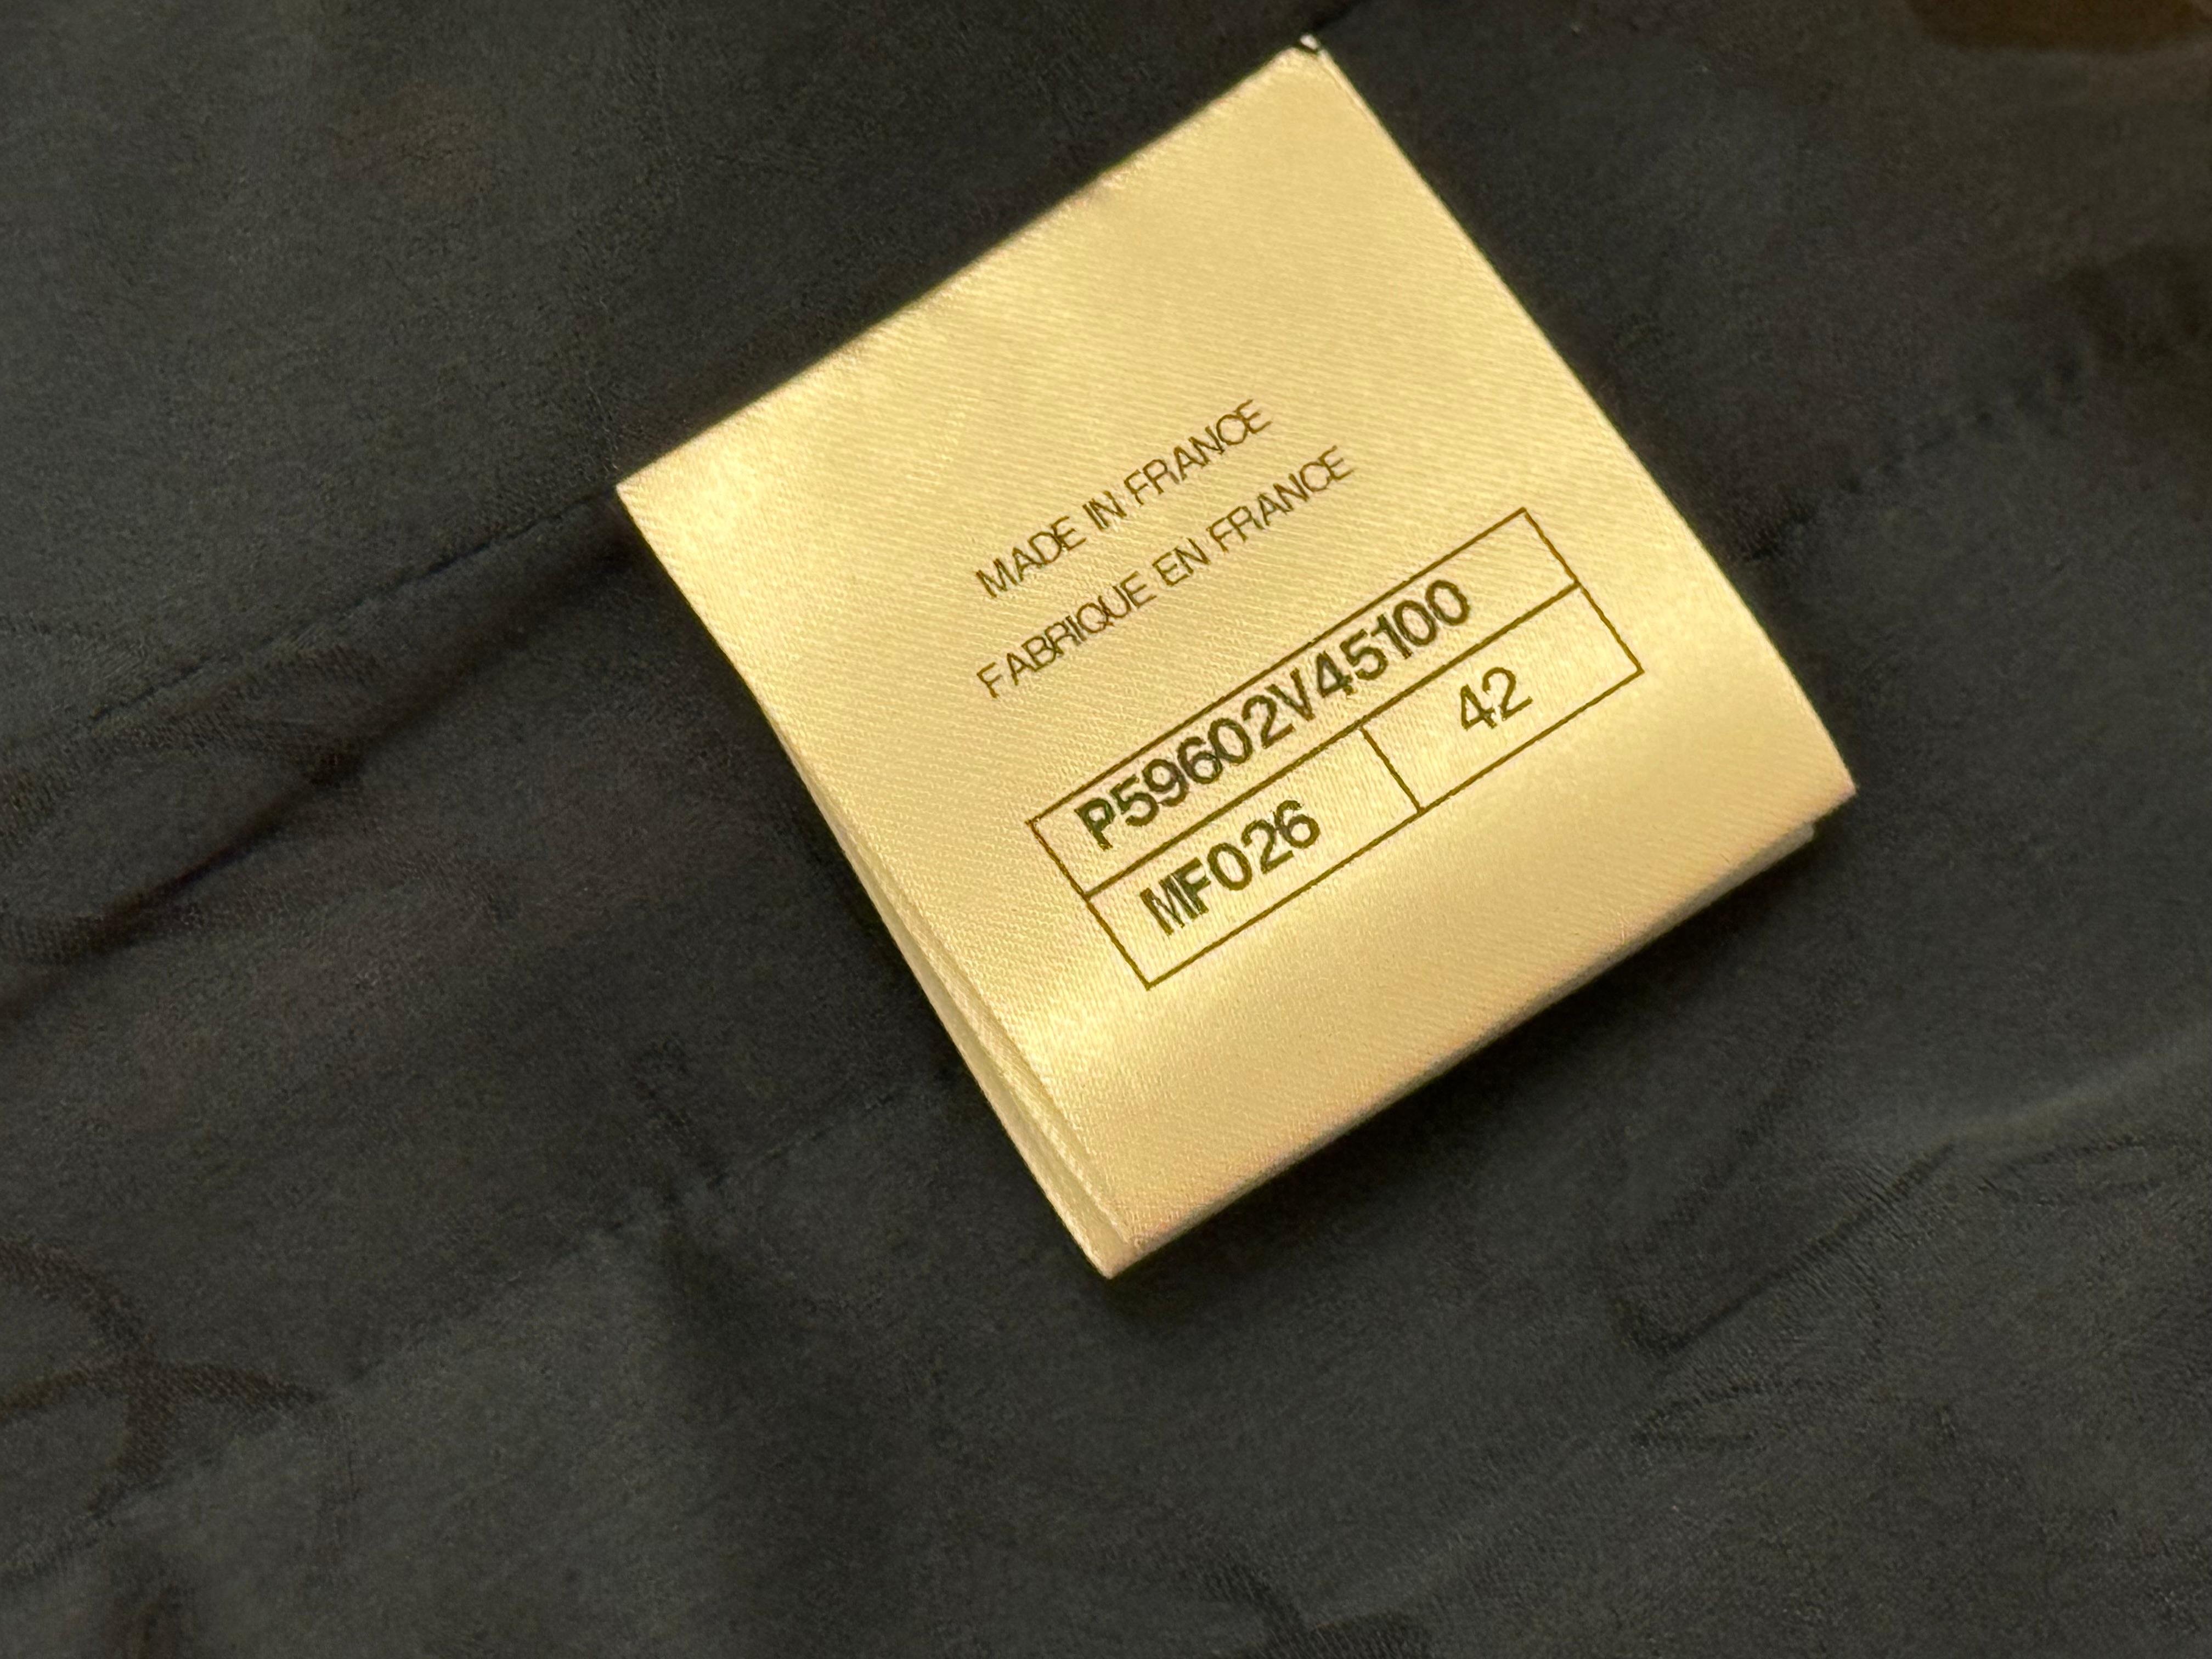 MADE IN FRANCE
FABRIQUE EN FRANCE
P59602V45100
MF026 42